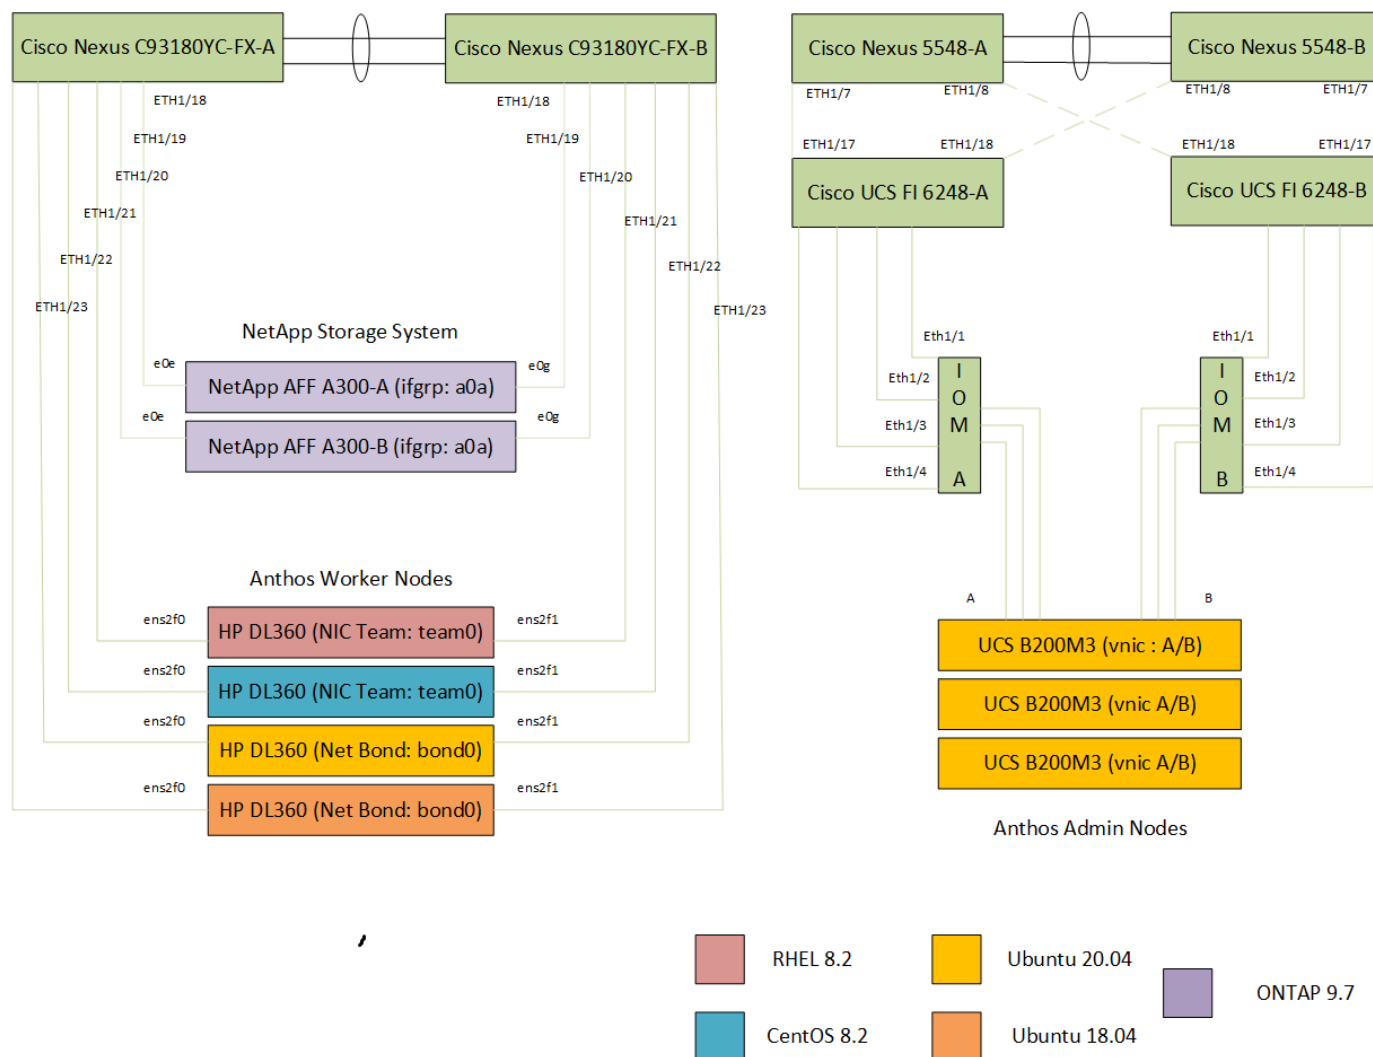 Cisco Nexus C93180YC-FX-A
Cisco Nexus C93180YC-FX-B
ETH1/18
ETH1/19
ETH1/20
ETH1/21
ETH1/22
ETH1/23
ETH1/18
ETH1/19
ETH1/20
ETH1/21
ETH1/22
ETH1/23
NetApp Storage System
e0e
NetApp AFF A300-A (ifgrp: a0a)
e0g
e0e
NetApp AFF A300-B (ifgrp: a0a)
e0g
Anthos Worker Nodes
ens2f0
HP DL360 (NIC Team: team0)
ens2f1
ens2f0
HP DL360 (NIC Team: team0)
ens2f1
ens2f0
HP DL360 (Net Bond: bond0)
ens2f1
ens2f0
HP DL360 (Net Bond: bond0)
ens2f1
Cisco Nexus 5548-A
Cisco Nexus 5548-B
ETH1/7
ETH1/8
ETH1/8
ETH1/7
ETH1/17
ETH1/18
ETH1/18
ETH1/17
Cisco UCS FI 6248-A
Cisco UCS FI 6248-B
Eth1/1
Eth1/2
Eth1/3
Eth1/4
I
O
M
A
Eth1/1
Eth1/2
Eth1/3
Eth1/4
I
O
M
B
A
B
UCS B200M3 (vnic : A/B)
UCS B200M3 (vnic A/B)
UCS B200M3 (vnic A/B)
Anthos Admin Nodes
RHEL 8.2
Ubuntu 20.04
ONTAP 9.7
CentOS 8.2
Ubuntu 18.04